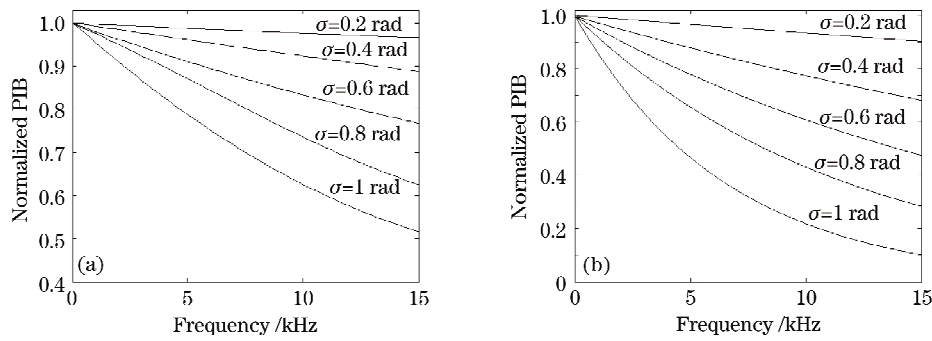 1.0
0.9
0.8
0.7
0.6
0.5
0.4
Normalized PIB
σ=0.2 rad
σ=0.4 rad
σ=0.6 rad
σ=0.8 rad
σ=1 rad
(a)
0
5
10
15
Frequency /kHz
1.0
0.8
0.6
0.4
0.2
0
Normalized PIB
σ=0.2 rad
σ=0.4 rad
σ=0.6 rad
σ=0.8 rad
σ=1 rad
(b)
0
5
10
15
Frequency /kHz